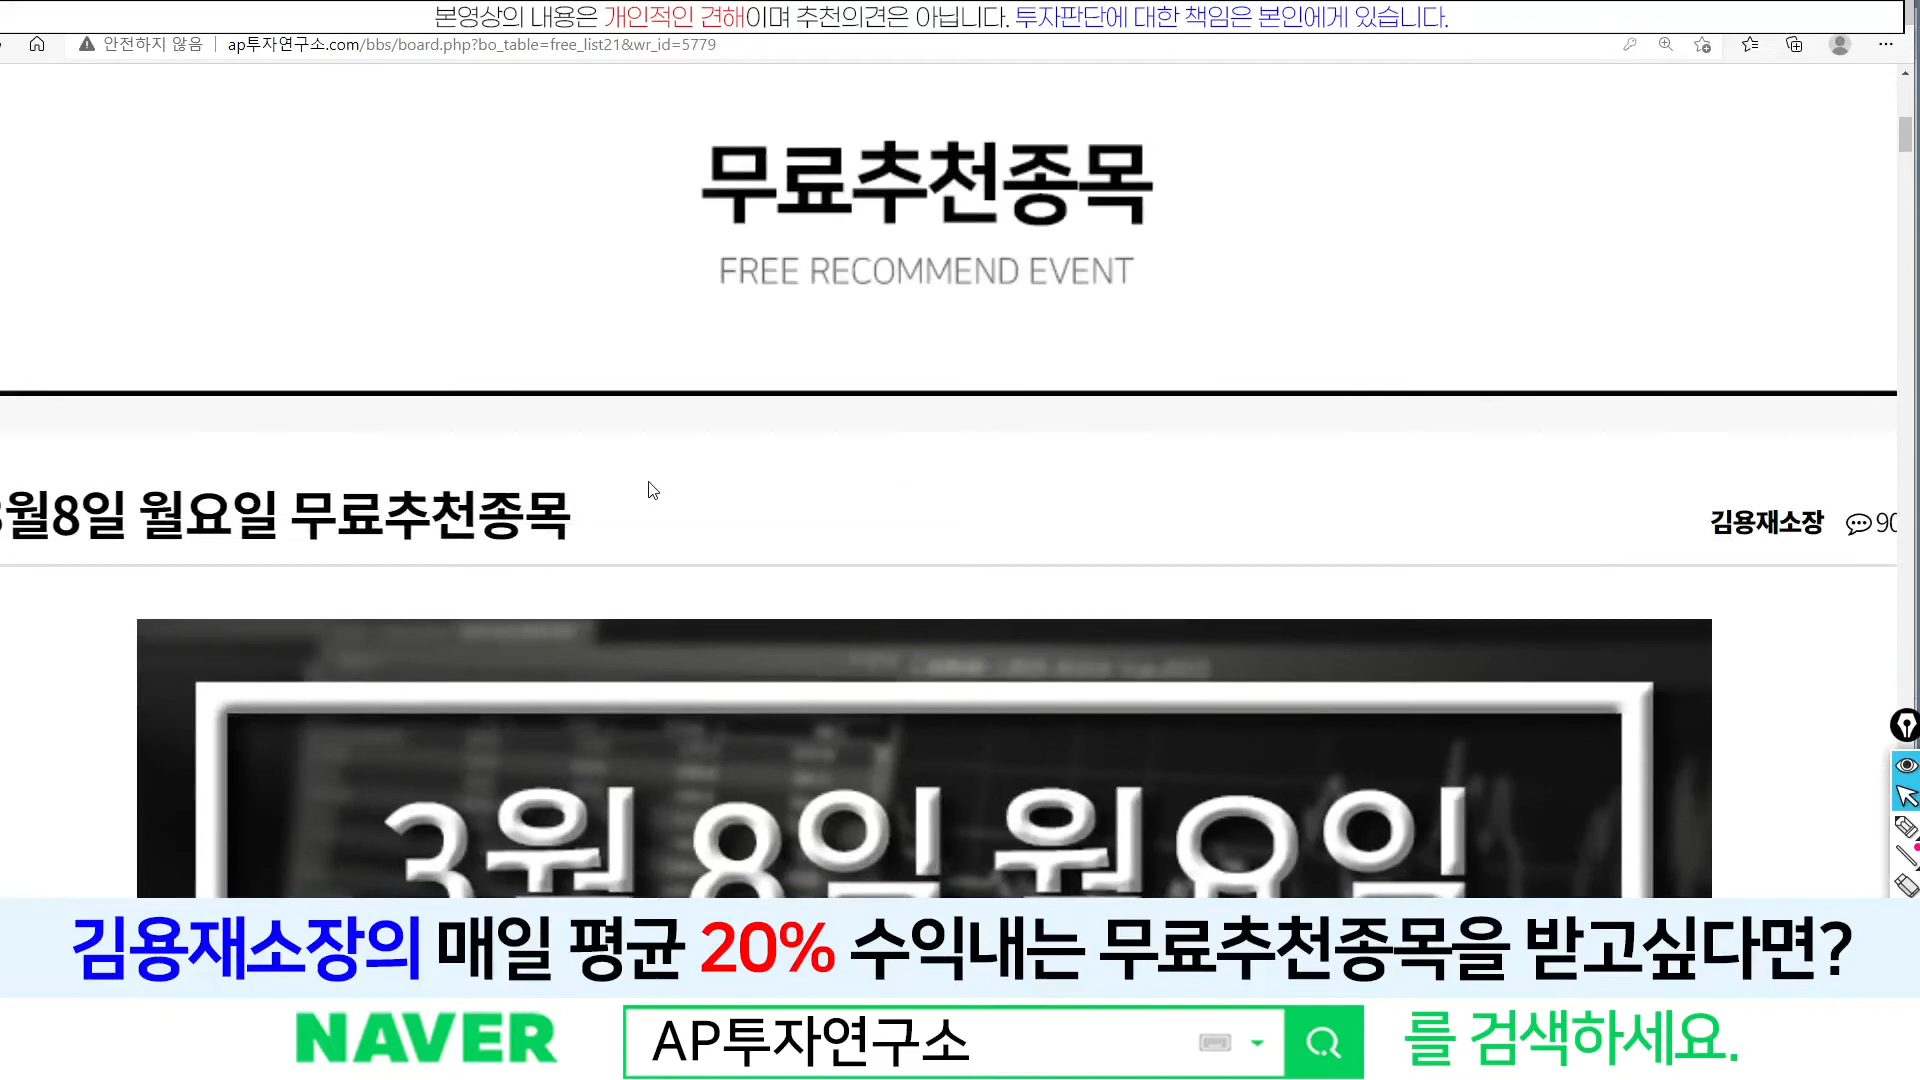 본영상의 내용은 개인적인 견해이며 추천의견은 아닙니다. 투자판단에 대한 책임은 본인에게 있습니다.
안전하지 않음 ap투자연구소.com/bbs/board.php?bo_table=free_list21&wr_id=5779
무료추천종목
FREE RECOMMEND EVENT
3월8일 월요일 무료추천종목
김용재소장 90
3월 8일 월요일
김용재소장의 매일 평균 20% 수익내는 무료추천종목을 받고싶다면?
NAVER AP투자연구소 를 검색하세요.